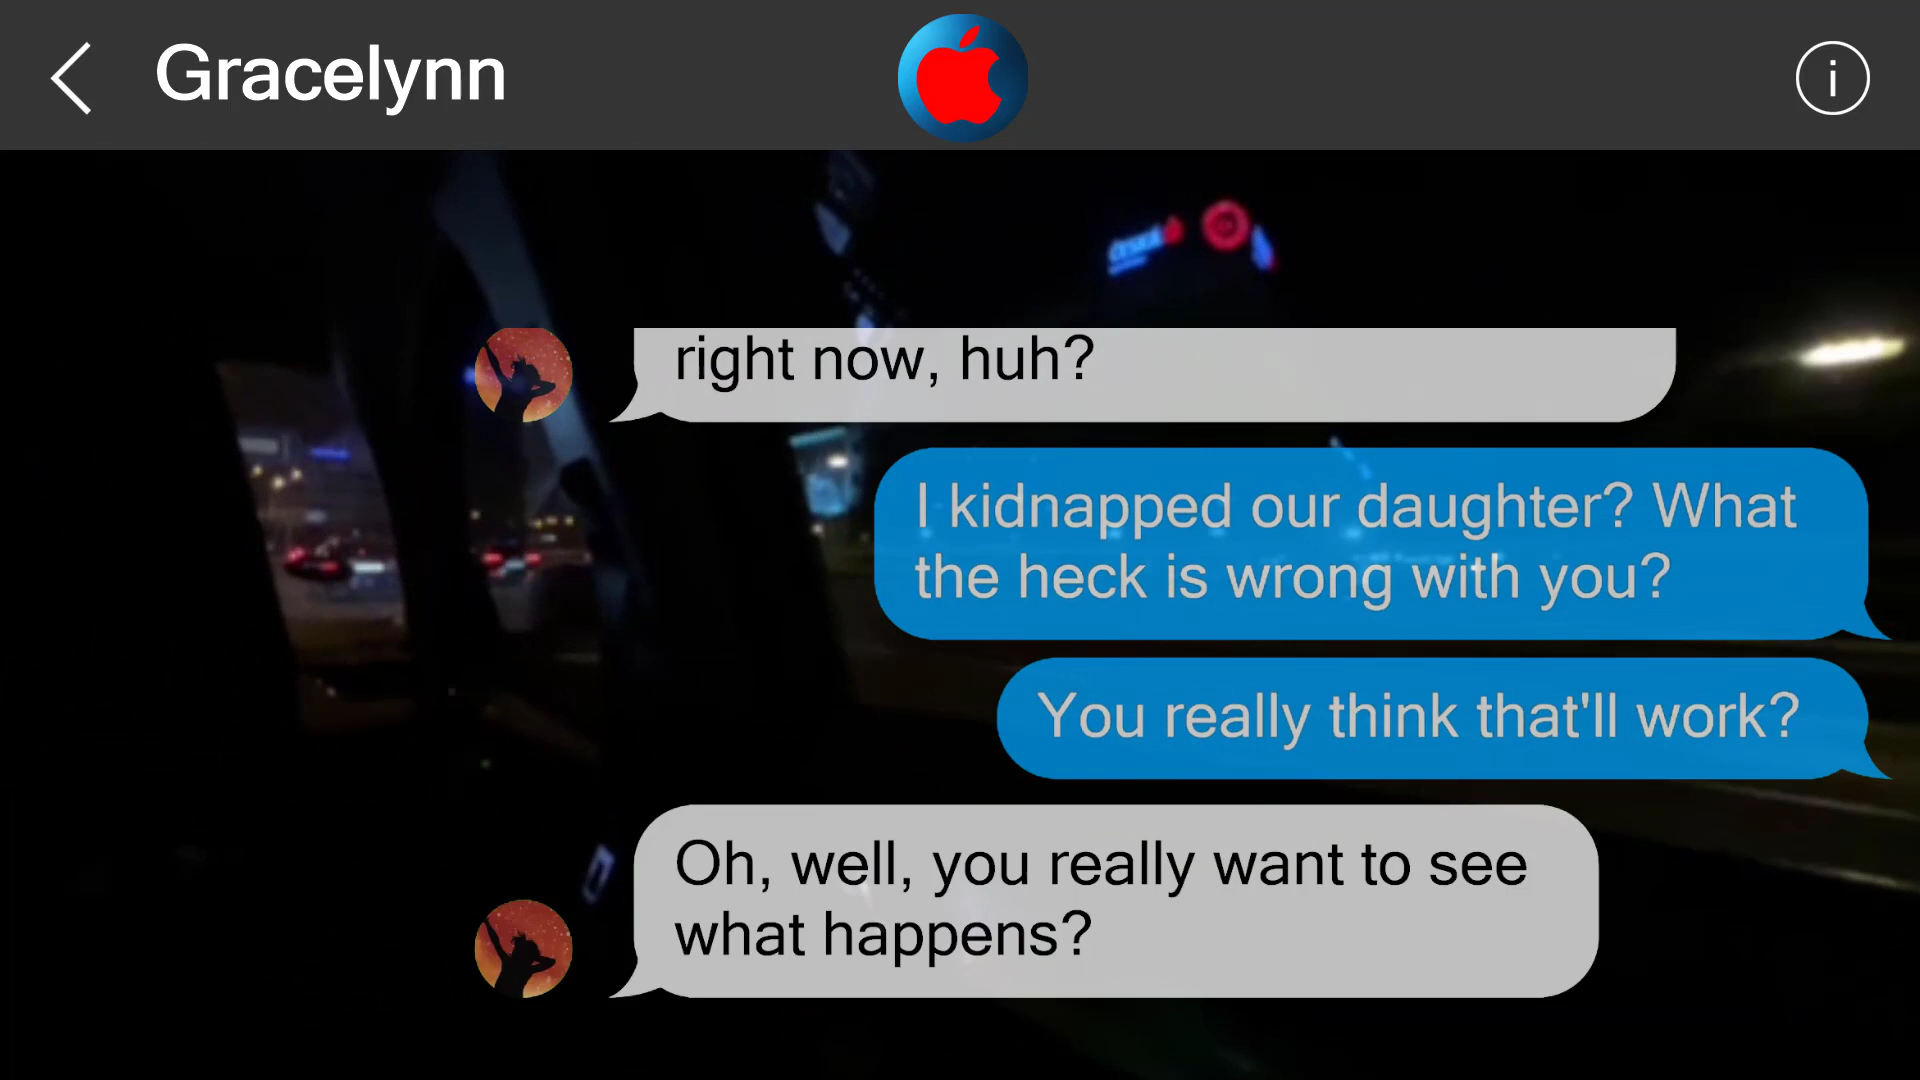 Gracelynn
i
right now, huh?
I kidnapped our daughter? What
the heck is wrong with you?
You really think that'll work?
Oh, well, you really want to see
what happens?